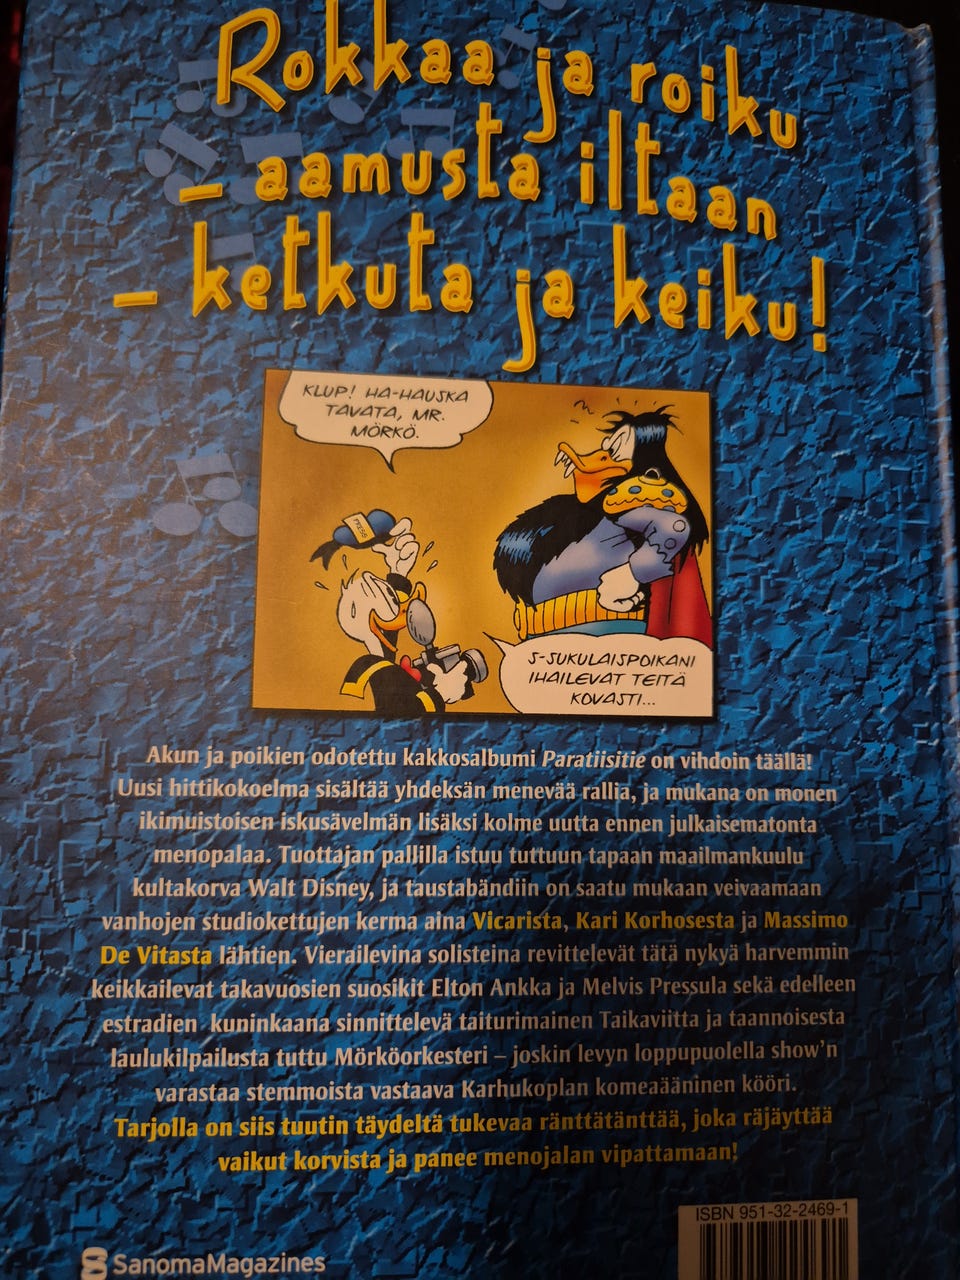 Rokkaa ja roiku
– aamusta iltaan
– ketkuta ja keiku!
KLUP! HA-HAUSKA
TAVATA, MR.
MÖRKÖ.
PRESS
S-SUKULAISPOIKANI
IHAILEVAT TEITÄ
KOVASTI...
Akun ja poikien odotettu kakkosalbumi Paratiisitie on vihdoin täällä!
Uusi hittikokoelma sisältää yhdeksän menevää rallia, ja mukana on monen
ikimuistoisen iskusävelmän lisäksi kolme uutta ennen julkaisematonta
menopalaa. Tuottajan pallilla istuu tuttuun tapaan maailmankuulu
kultakorva Walt Disney, ja taustabändiin on saatu mukaan veivaamaan
vanhojen studiokettujen kerma aina Vicarista, Kari Korhosesta ja Massimo
De Vitasta lähtien. Vierailevina solisteina revittelevät tätä nykyä harvemmin
keikkailevat takavuosien suosikit Elton Ankka ja Melvis Pressula sekä edelleen
estradien kuninkaana sinnittelevä taiturimainen Taikaviitta ja taannoisesta
laulukilpailusta tuttu Mörköorkesteri – joskin levyn loppupuolella show'n
varastaa stemmoista vastaava Karhukoplan komeaääninen kööri.
Tarjolla on siis tuutin täydeltä tukevaa ränttätänttää, joka räjäyttää
vaikut korvista ja panee menojalan vipattamaan!
ISBN 951-32-2469-1
SanomaMagazines